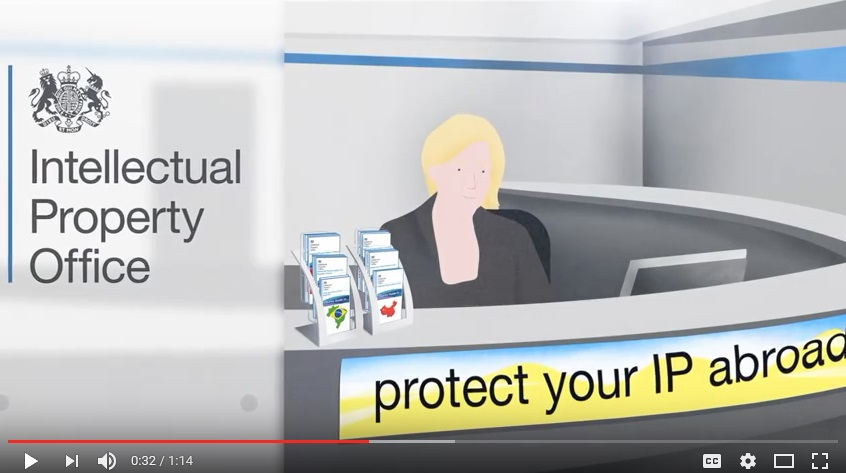 Intellectual
Property
Office
protect your IP abroad
0:32 / 1:14
CC